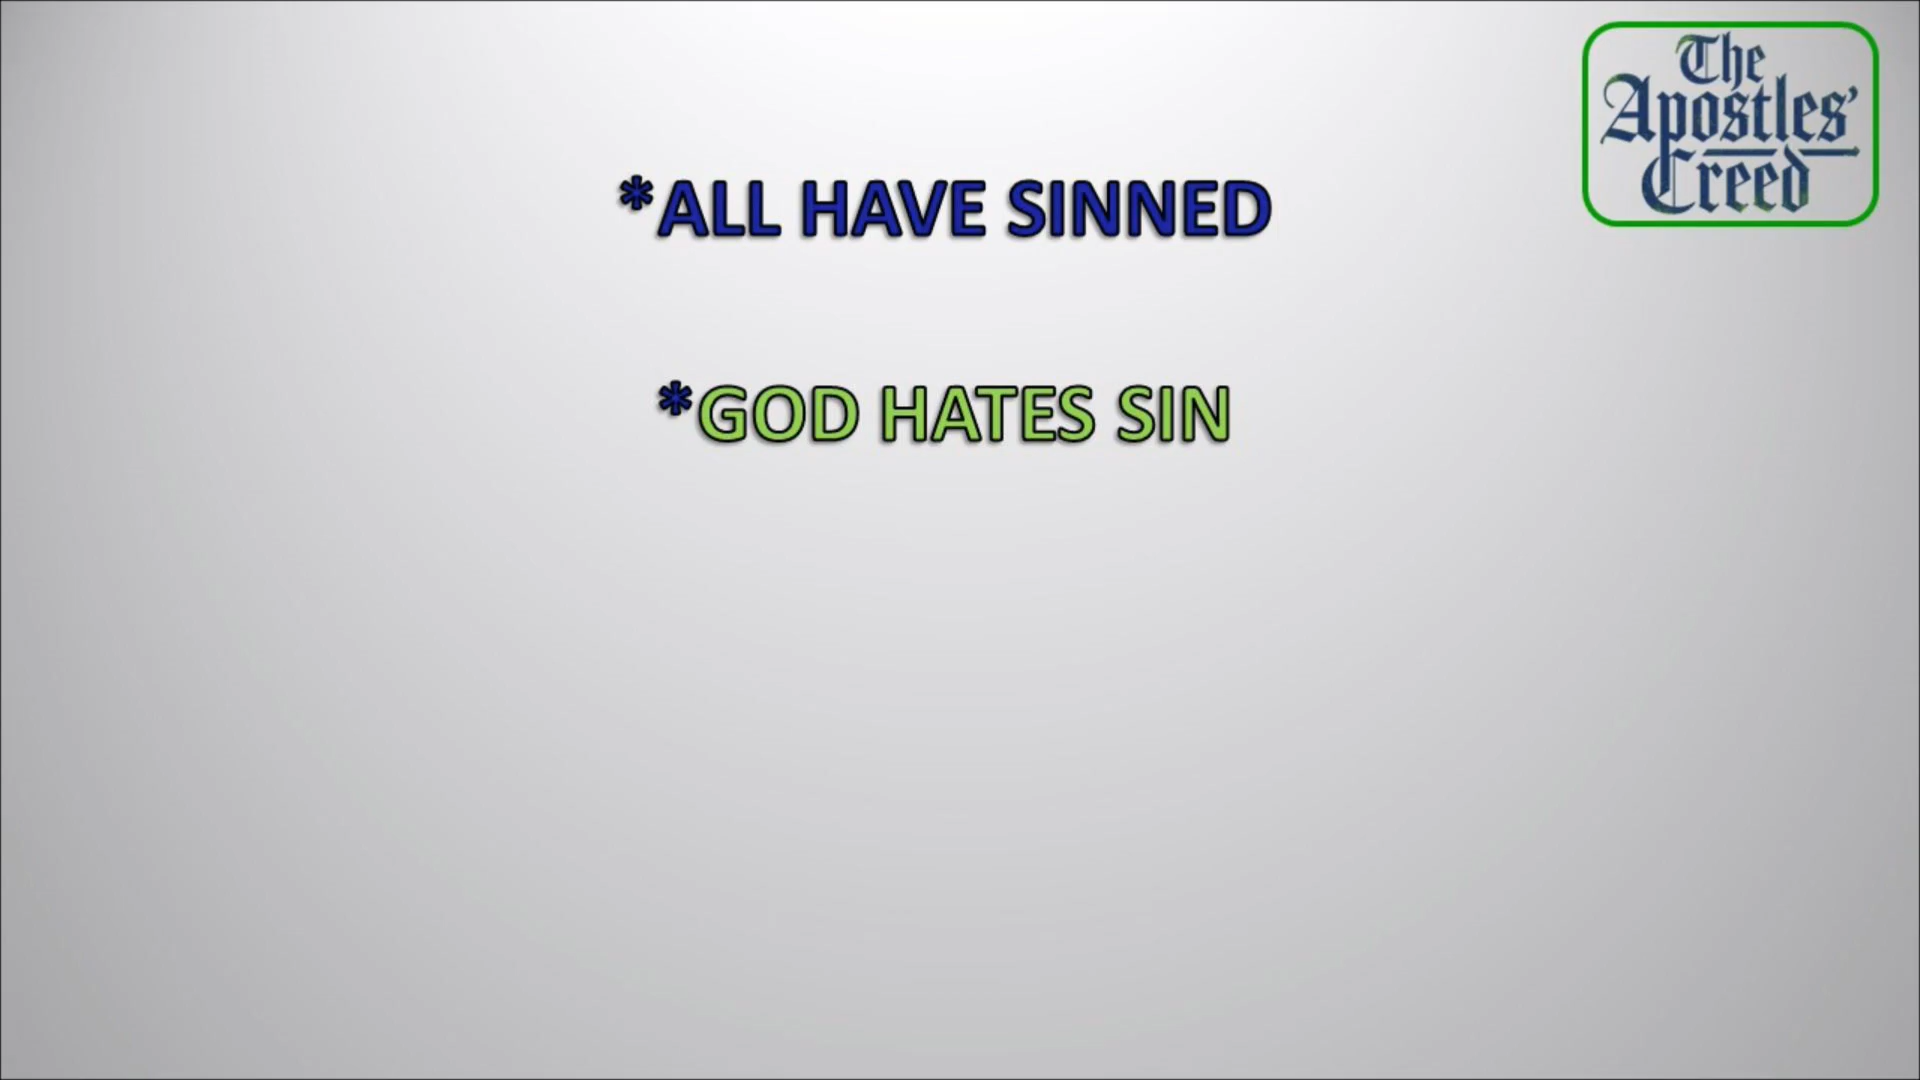 The
Apostles'
Creed
*ALL HAVE SINNED
*GOD HATES SIN